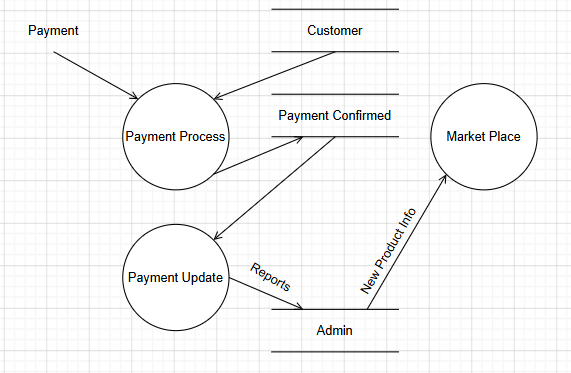 Payment
Customer
Payment Confirmed
Payment Process
Market Place
New Product Info
Payment Update
Reports
Admin